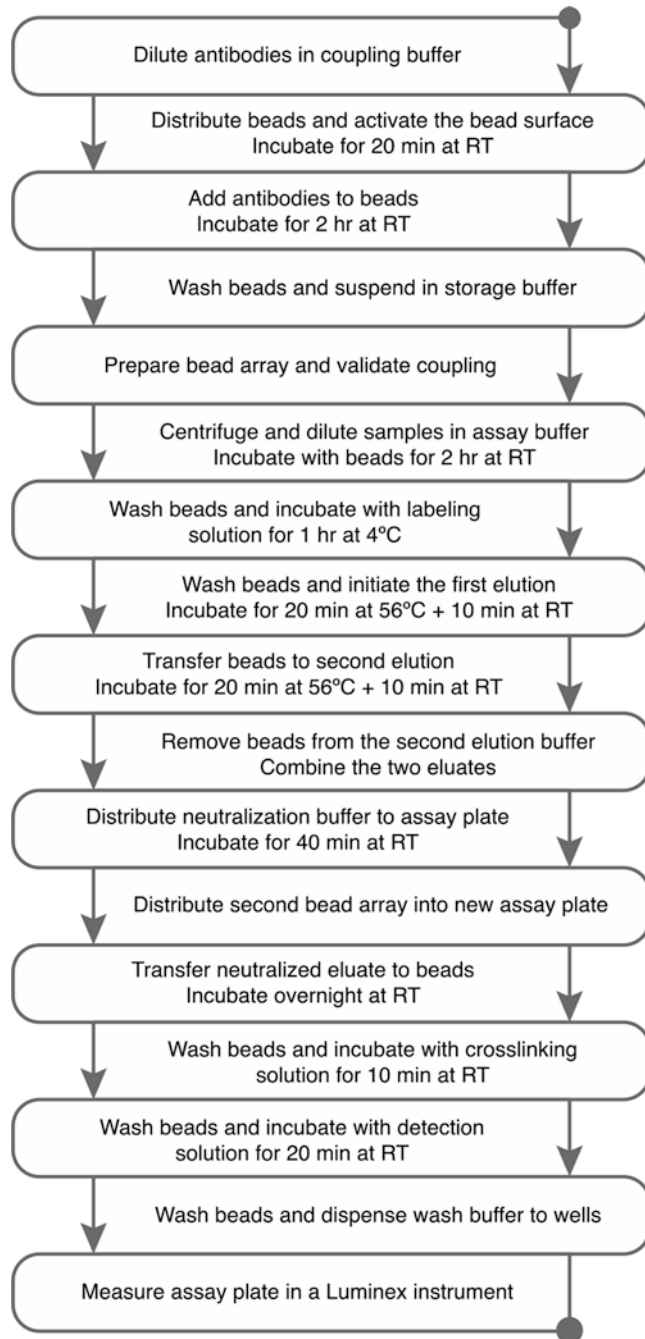 Dilute antibodies in coupling buffer
Distribute beads and activate the bead surface
Incubate for 20 min at RT
Add antibodies to beads
Incubate for 2 hr at RT
Wash beads and suspend in storage buffer
Prepare bead array and validate coupling
Centrifuge and dilute samples in assay buffer
Incubate with beads for 2 hr at RT
Wash beads and incubate with labeling
solution for 1 hr at 4ºC
Wash beads and initiate the first elution
Incubate for 20 min at 56ºC + 10 min at RT
Transfer beads to second elution
Incubate for 20 min at 56ºC + 10 min at RT
Remove beads from the second elution buffer
Combine the two eluates
Distribute neutralization buffer to assay plate
Incubate for 40 min at RT
Distribute second bead array into new assay plate
Transfer neutralized eluate to beads
Incubate overnight at RT
Wash beads and incubate with crosslinking
solution for 10 min at RT
Wash beads and incubate with detection
solution for 20 min at RT
Wash beads and dispense wash buffer to wells
Measure assay plate in a Luminex instrument